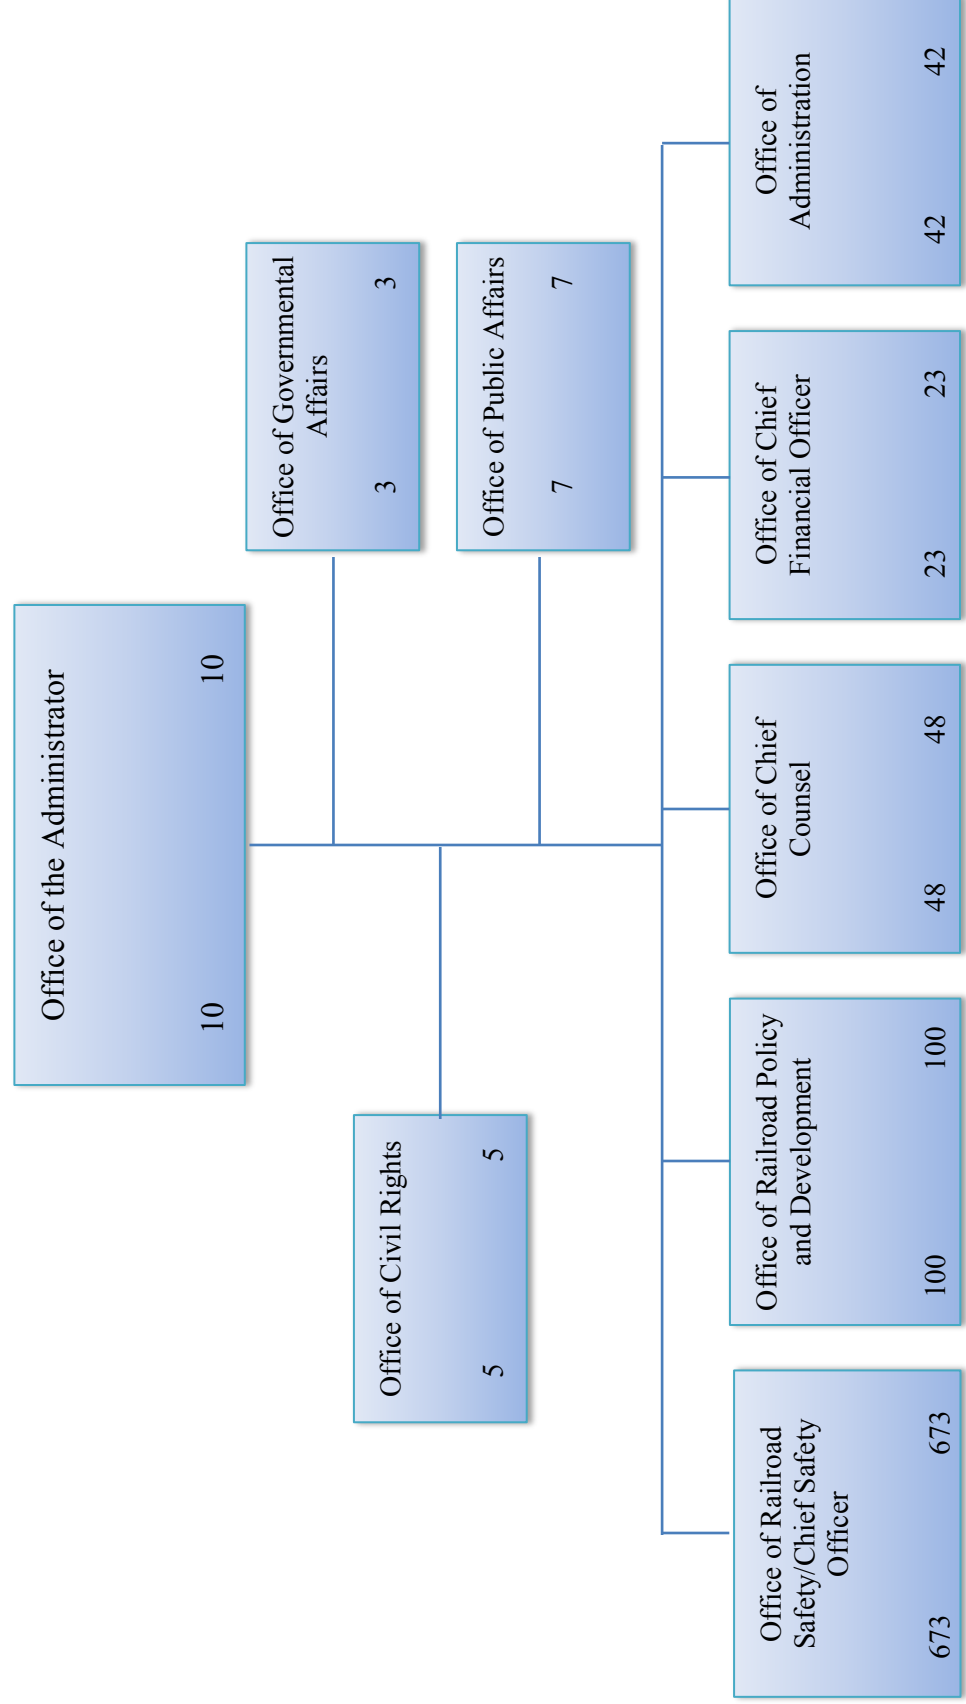 Office of the Administrator
10 10
Office of Governmental
Affairs
3 3
Office of Civil Rights
5 5
Office of Public Affairs
7 7
Office of Railroad
Safety/Chief Safety
Officer
673 673
Office of Railroad Policy
and Development
100 100
Office of Chief
Counsel
48 48
Office of Chief
Financial Officer
23 23
Office of
Administration
42 42